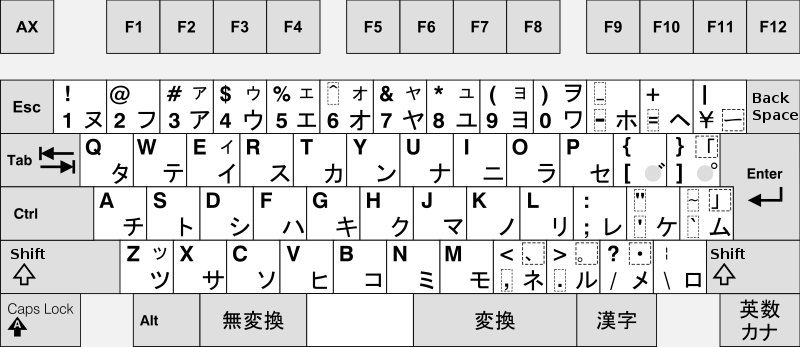 AX F1 F2 F3 F4 F5 F6 F7 F8 F9 F10 F11 F12
Esc ! 1 ヌ @ 2 フ # ァ 3 ア $ ゥ 4 ウ % ェ 5 エ ^ ォ 6 オ & ャ 7 ヤ * ュ 8 ユ ( ョ 9 ヨ ) ヲ 0 ワ _ - ホ + = ヘ | ¥ ー Back Space
Tab Q タ W テ E ィ イ R ス T カ Y ン U ナ I ニ O ラ P セ { [ ゛ } 「 ] ゜ Enter
Ctrl A チ S ト D シ F ハ G キ H ク J マ K ノ L リ : ; レ " ' ケ ~ 」 ` ム
Shift Z ッ ツ X サ C ソ V ヒ B コ N ミ M モ < 、 , ネ > 。 . ル ? ・ / メ ¦ \ ロ Shift
Caps Lock A Alt 無変換 変換 漢字 英数 カナ